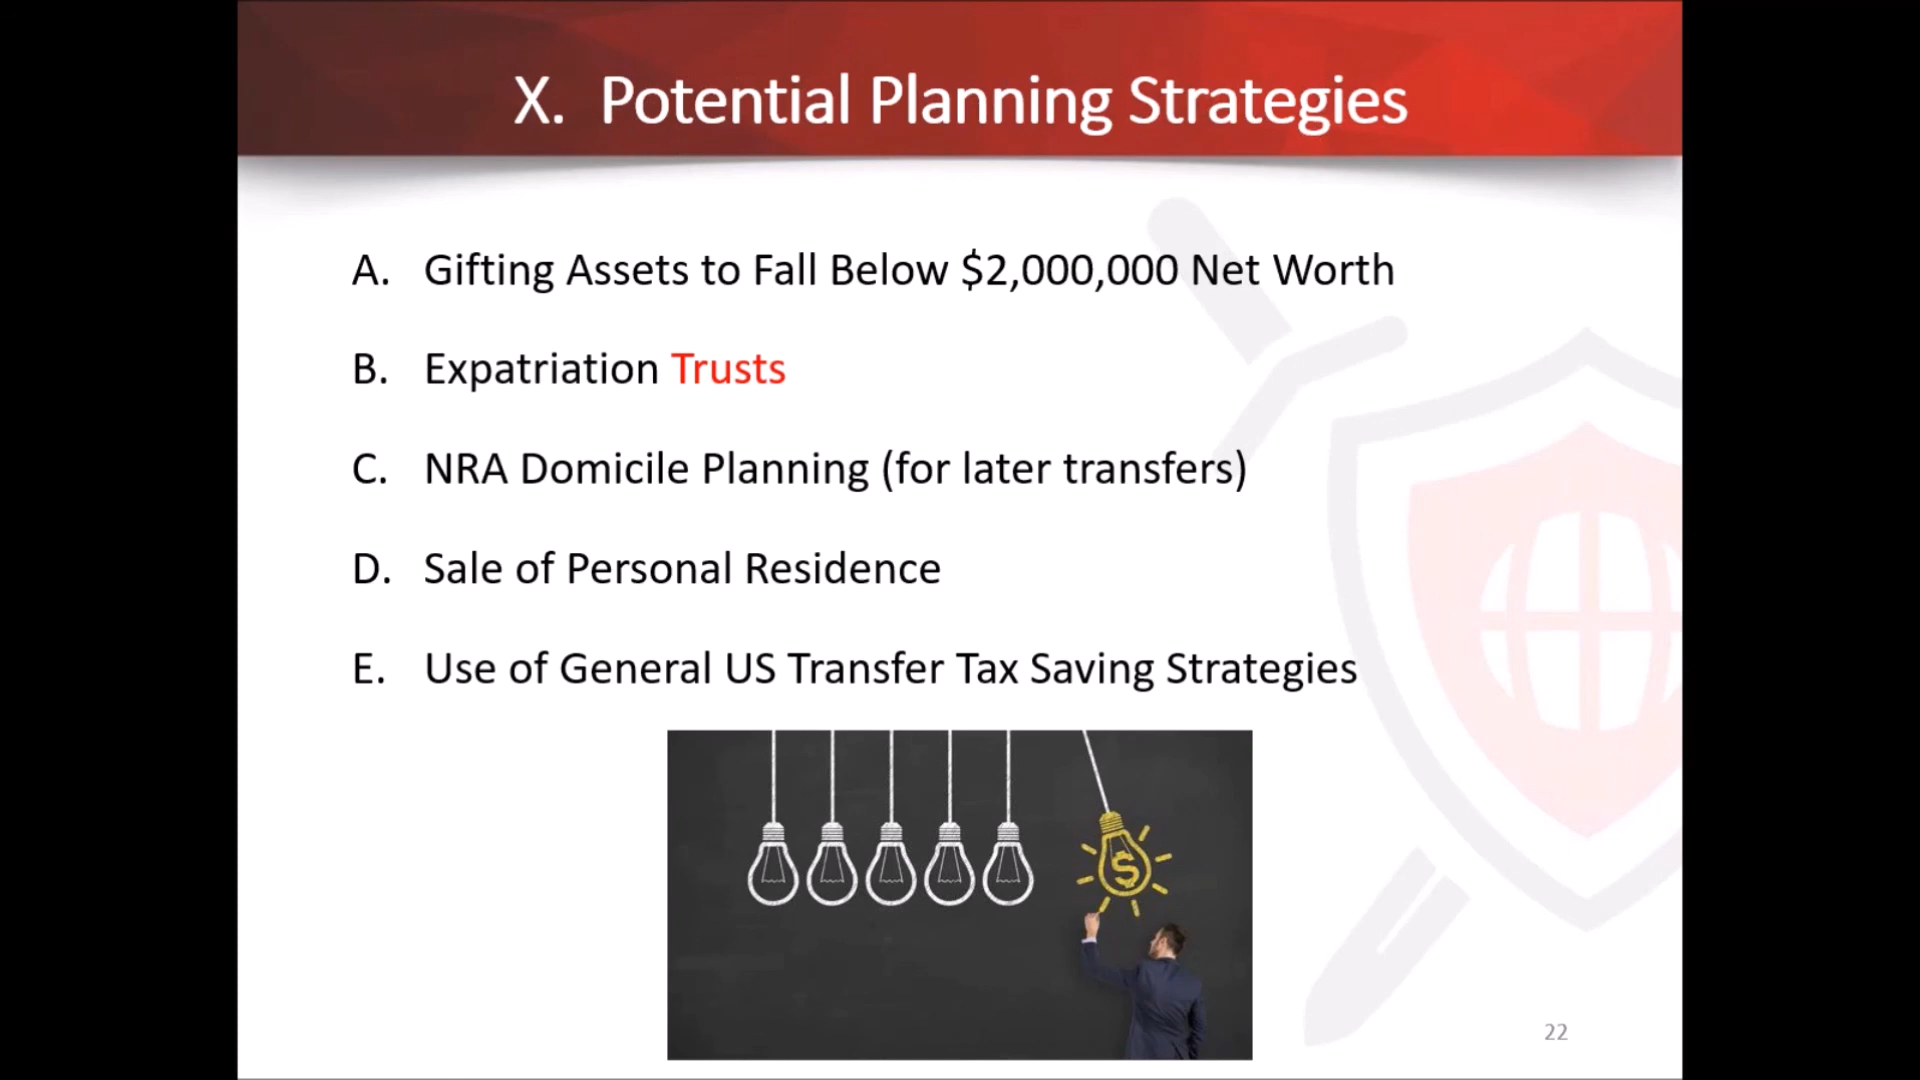 X. Potential Planning Strategies
A. Gifting Assets to Fall Below $2,000,000 Net Worth
B. Expatriation Trusts
C. NRA Domicile Planning (for later transfers)
D. Sale of Personal Residence
E. Use of General US Transfer Tax Saving Strategies
$
22